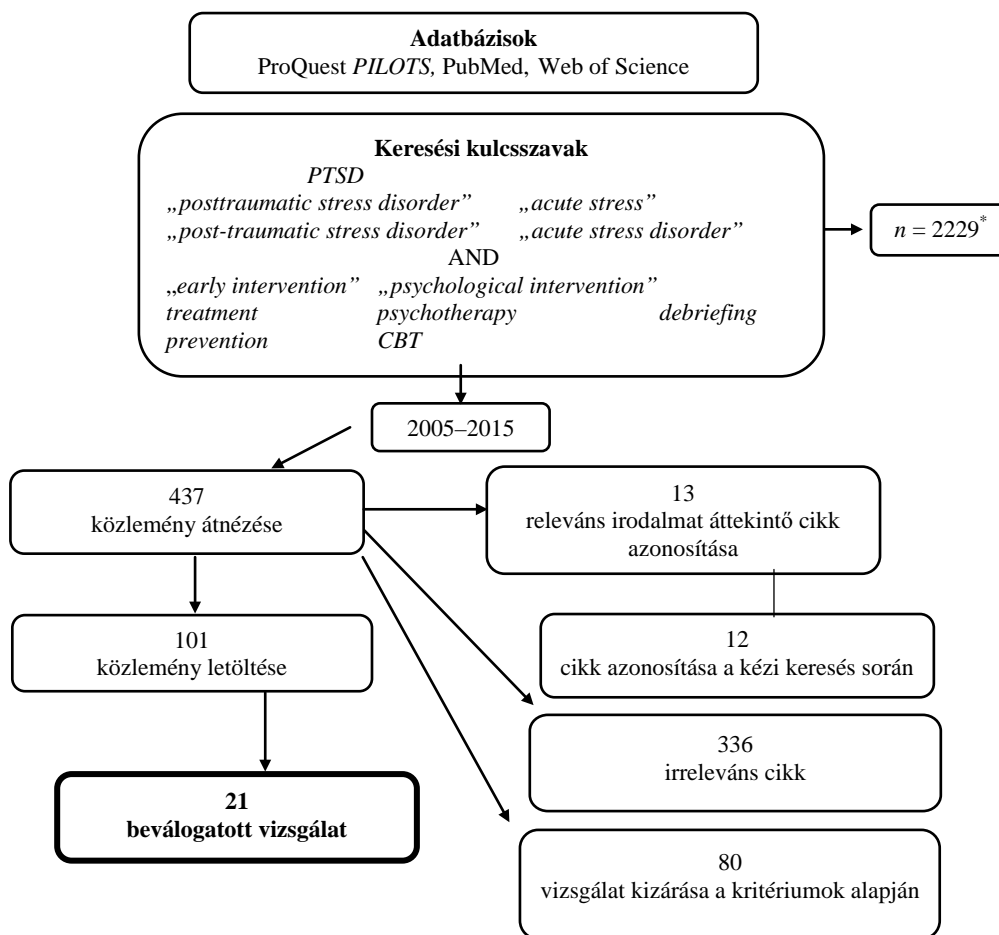 Adatbázisok
ProQuest PILOTS, PubMed, Web of Science
Keresési kulcsszavak
PTSD
„posttraumatic stress disorder” „acute stress”
„post-traumatic stress disorder” „acute stress disorder”
AND
„early intervention” „psychological intervention”
treatment psychotherapy debriefing
prevention CBT
n = 2229*
2005–2015
437
közlemény átnézése
13
releváns irodalmat áttekintő cikk
azonosítása
101
közlemény letöltése
12
cikk azonosítása a kézi keresés során
336
irreleváns cikk
21
beválogatott vizsgálat
80
vizsgálat kizárása a kritériumok alapján